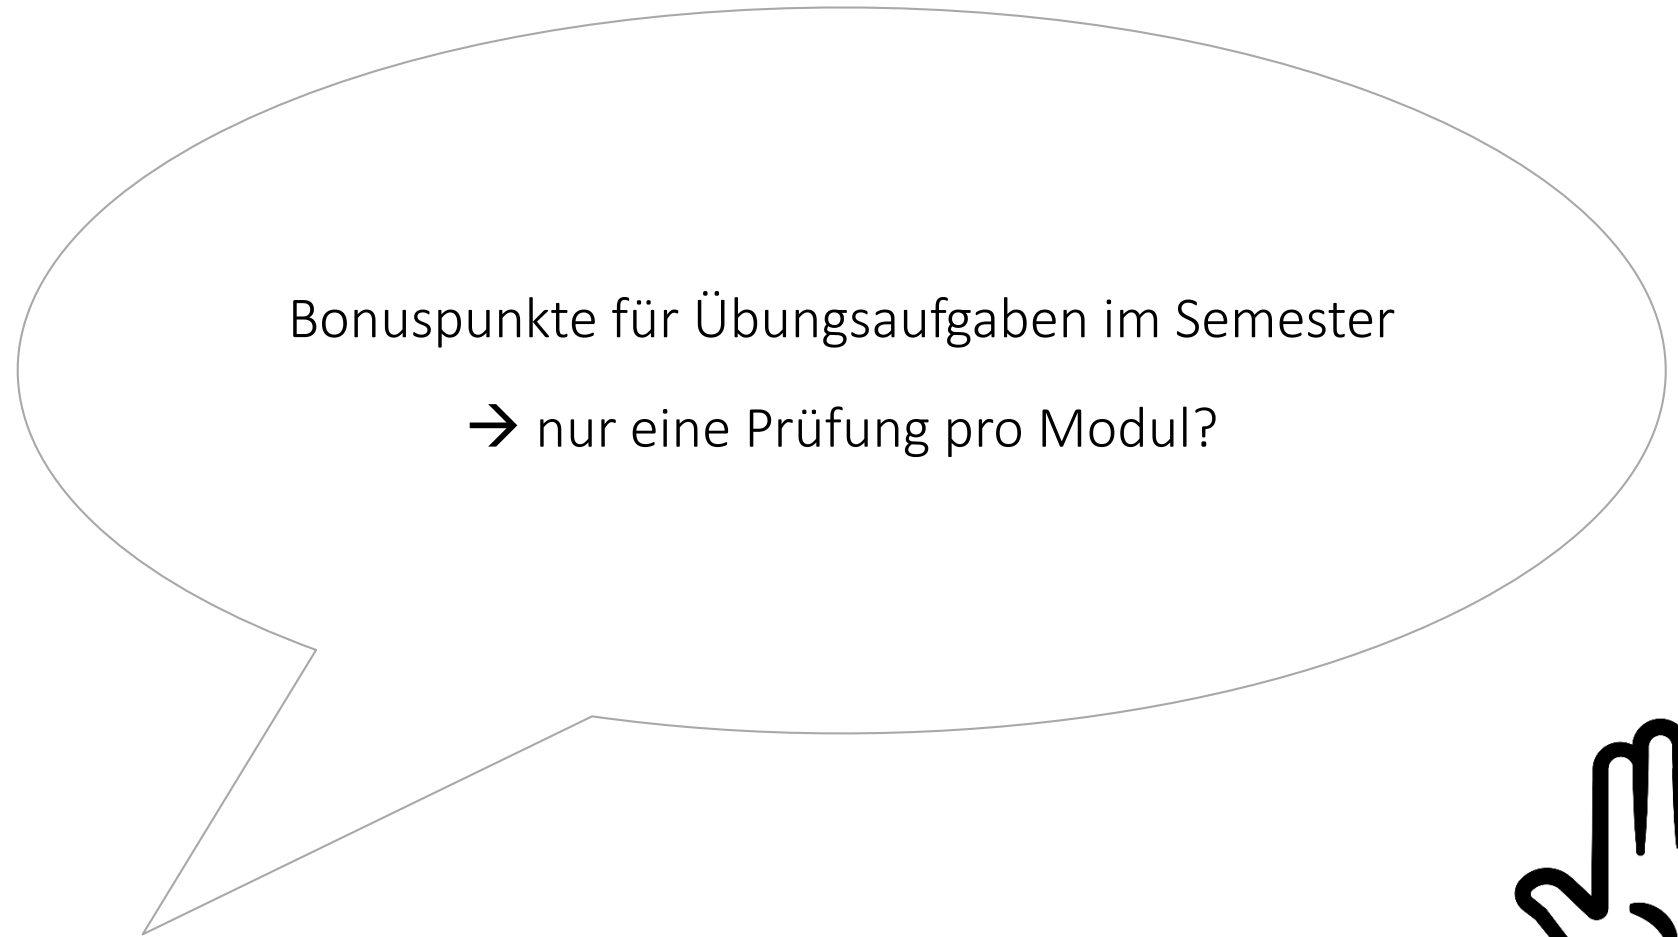 Bonuspunkte für Übungsaufgaben im Semester
→ nur eine Prüfung pro Modul?